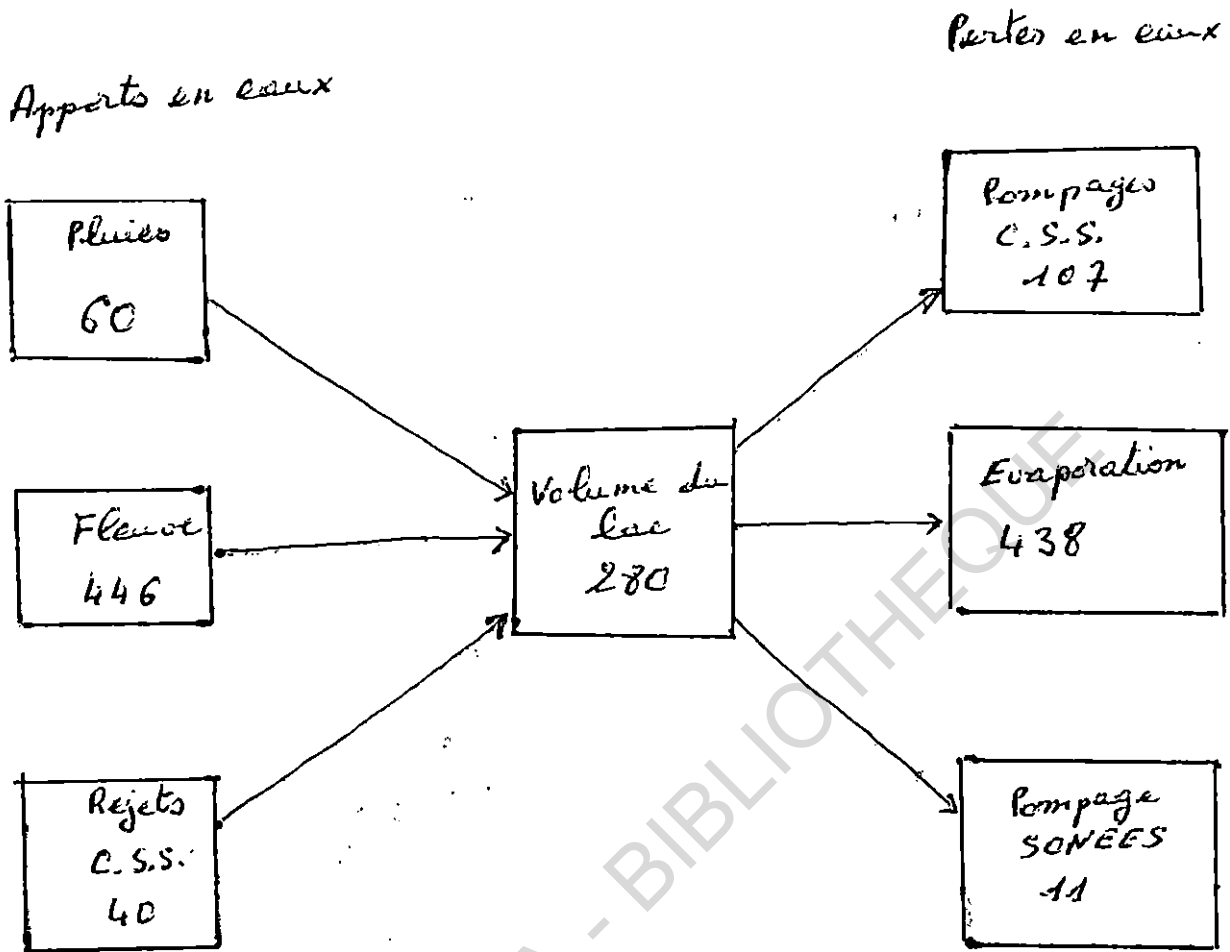 Apports en eaux
Pertes en eaux
Pluies
60
Fleuve
446
Rejets
C.S.S.
40
Volume du
lac
280
Pompages
C.S.S.
107
Evaporation
438
Pompage
SONEES
11
A - BIBLIOTHEQUE